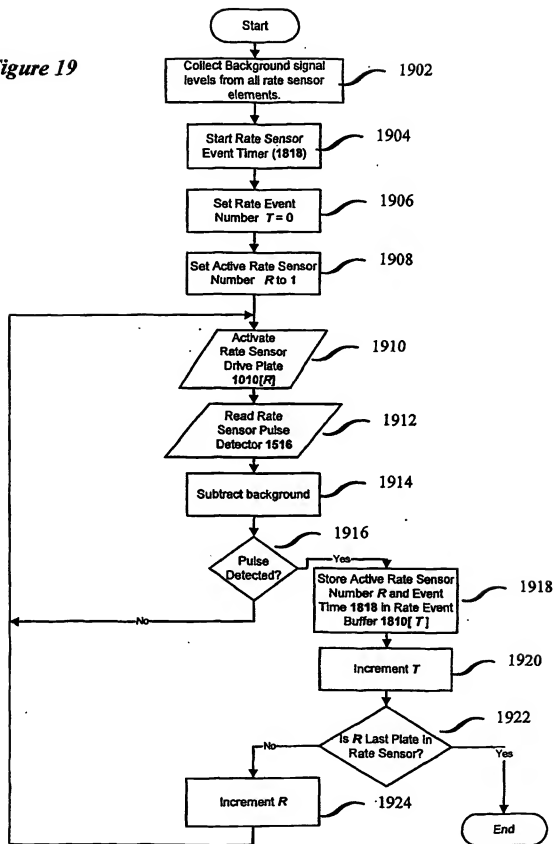 Start
igure 19
Collect Background signal
levels from all rate sensor
elements.
1902
Start Rate Sensor
Event Timer (1818)
1904
Set Rate Event
Number T = 0
1906
Set Active Rate Sensor
Number R to 1
1908
Activate
Rate Sensor
Drive Plate
1010[R]
1910
Read Rate
Sensor Pulse
Detector 1516
1912
Subtract background
1914
1916
Pulse
Detected?
Yes
No
Store Active Rate Sensor
Number R and Event
Time 1818 in Rate Event
Buffer 1810[ T ]
1918
Increment T
1920
1922
Is R Last Plate in
Rate Sensor?
No
Yes
Increment R
1924
End